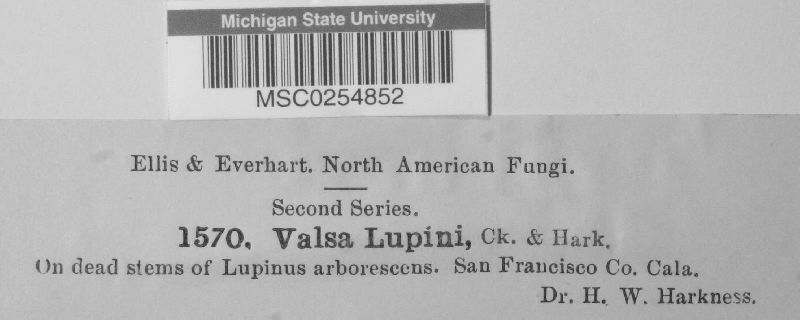 Michigan State University
MSC0254852
Ellis & Everhart. North American Fungi.
Second Series.
1570. Valsa Lupini, Ck. & Hark.
On dead stems of Lupinus arborescens. San Francisco Co. Cala.
Dr. H. W. Harkness.